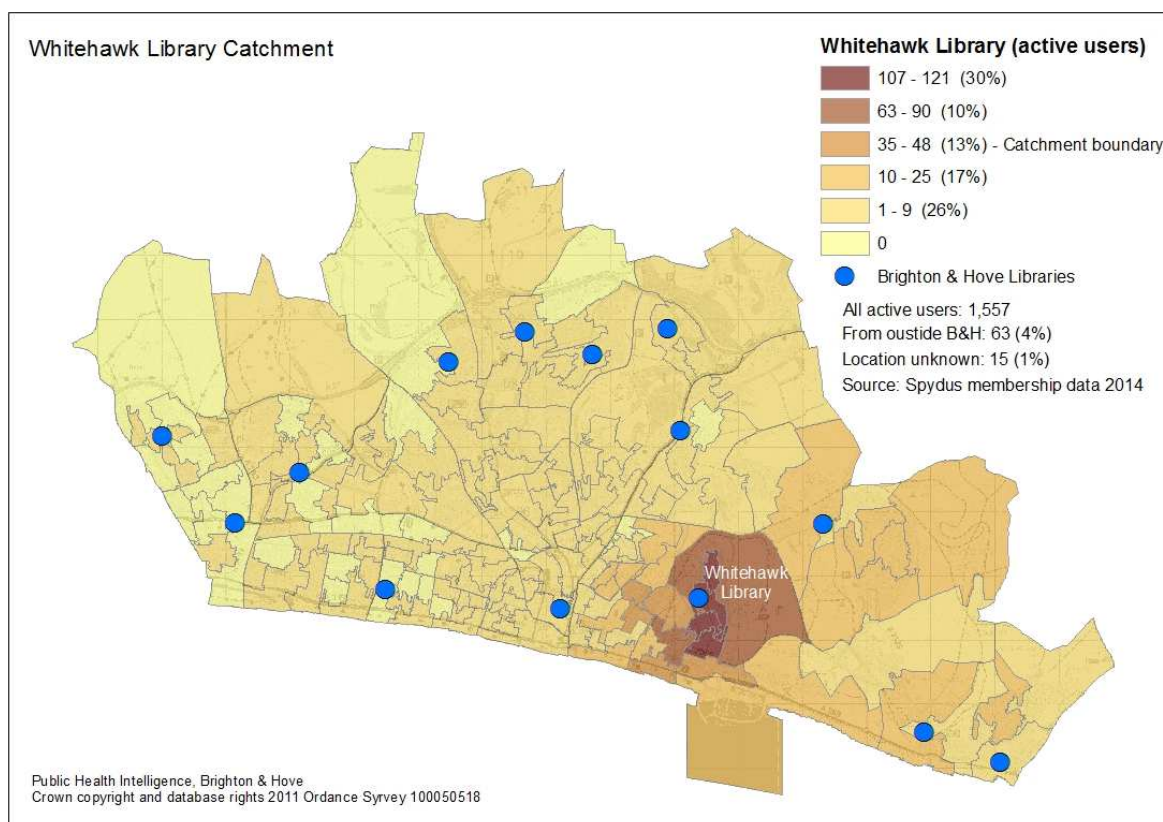 Whitehawk Library Catchment
Whitehawk Library (active users)
107 - 121 (30%)
63 - 90 (10%)
35 - 48 (13%) - Catchment boundary
10 - 25 (17%)
1 - 9 (26%)
0
Brighton & Hove Libraries
All active users: 1,557
From oustide B&H: 63 (4%)
Location unknown: 15 (1%)
Source: Spydus membership data 2014
Whitehawk
Library
Public Health Intelligence, Brighton & Hove
Crown copyright and database rights 2011 Ordance Syrvey 100050518